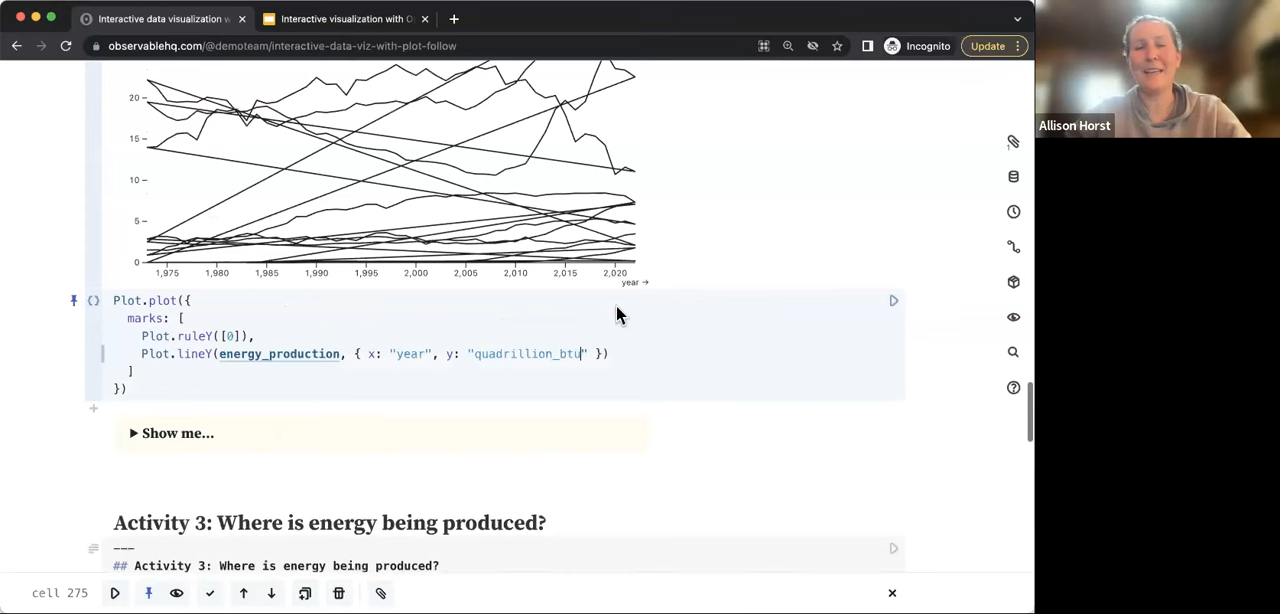 Interactive data visualization w
Interactive visualization with O
observablehq.com/@demoteam/interactive-data-viz-with-plot-follow
Incognito
Update
Allison Horst
20
15
10
5
0
1,975 1,980 1,985 1,990 1,995 2,000 2,005 2,010 2,015 2,020
year →
Plot.plot({
marks: [
Plot.ruleY([0]),
Plot.lineY(energy_production, { x: "year", y: "quadrillion_btu" })
]
})
Show me...
Activity 3: Where is energy being produced?
---
## Activity 3: Where is energy being produced?
cell 275